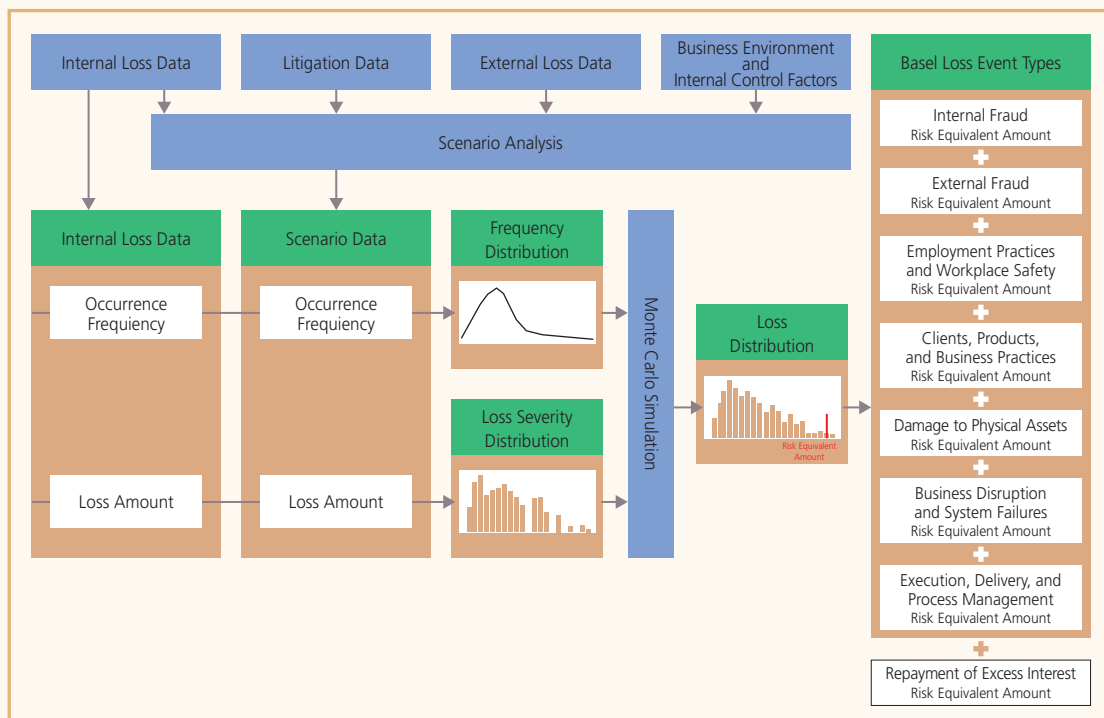 Internal Loss Data
Litigation Data
External Loss Data
Business Environment
and
Internal Control Factors
Scenario Analysis
Internal Loss Data
Occurrence
Frequiency
Loss Amount
Scenario Data
Occurrence
Frequiency
Loss Amount
Frequency
Distribution
Loss Severity
Distribution
Monte Carlo Simulation
Loss
Distribution
Risk Equivalent
Amount
Basel Loss Event Types
Internal Fraud
Risk Equivalent Amount
External Fraud
Risk Equivalent Amount
Employment Practices
and Workplace Safety
Risk Equivalent Amount
Clients, Products,
and Business Practices
Risk Equivalent Amount
Damage to Physical Assets
Risk Equivalent Amount
Business Disruption
and System Failures
Risk Equivalent Amount
Execution, Delivery, and
Process Management
Risk Equivalent Amount
Repayment of Excess Interest
Risk Equivalent Amount